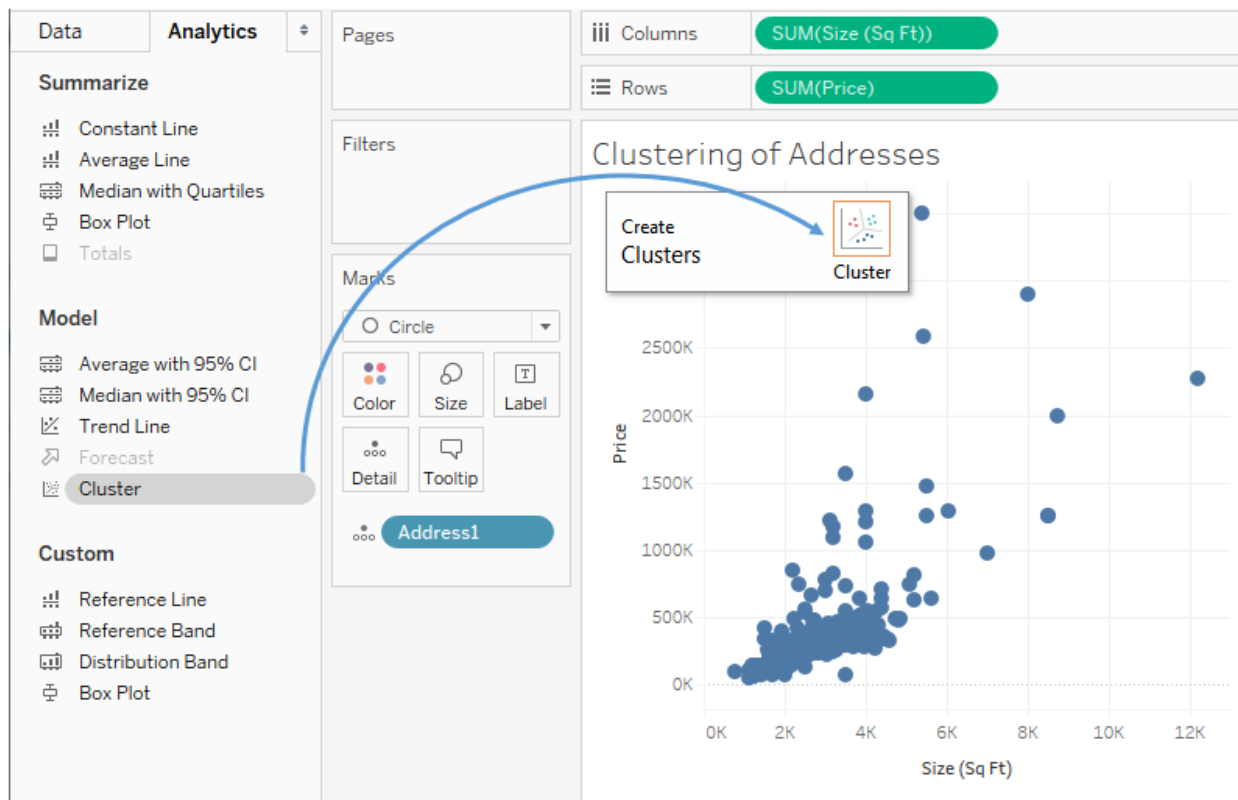 Data
Analytics
Summarize
Constant Line
Average Line
Median with Quartiles
Box Plot
Totals
Model
Average with 95% CI
Median with 95% CI
Trend Line
Forecast
Cluster
Custom
Reference Line
Reference Band
Distribution Band
Box Plot
Pages
Filters
Marks
Circle
Color
Size
Label
Detail
Tooltip
Address1
Columns
SUM(Size (Sq Ft))
Rows
SUM(Price)
Clustering of Addresses
Create
Clusters
Cluster
Price
2500K
2000K
1500K
1000K
500K
0K
0K
2K
4K
6K
8K
10K
12K
Size (Sq Ft)